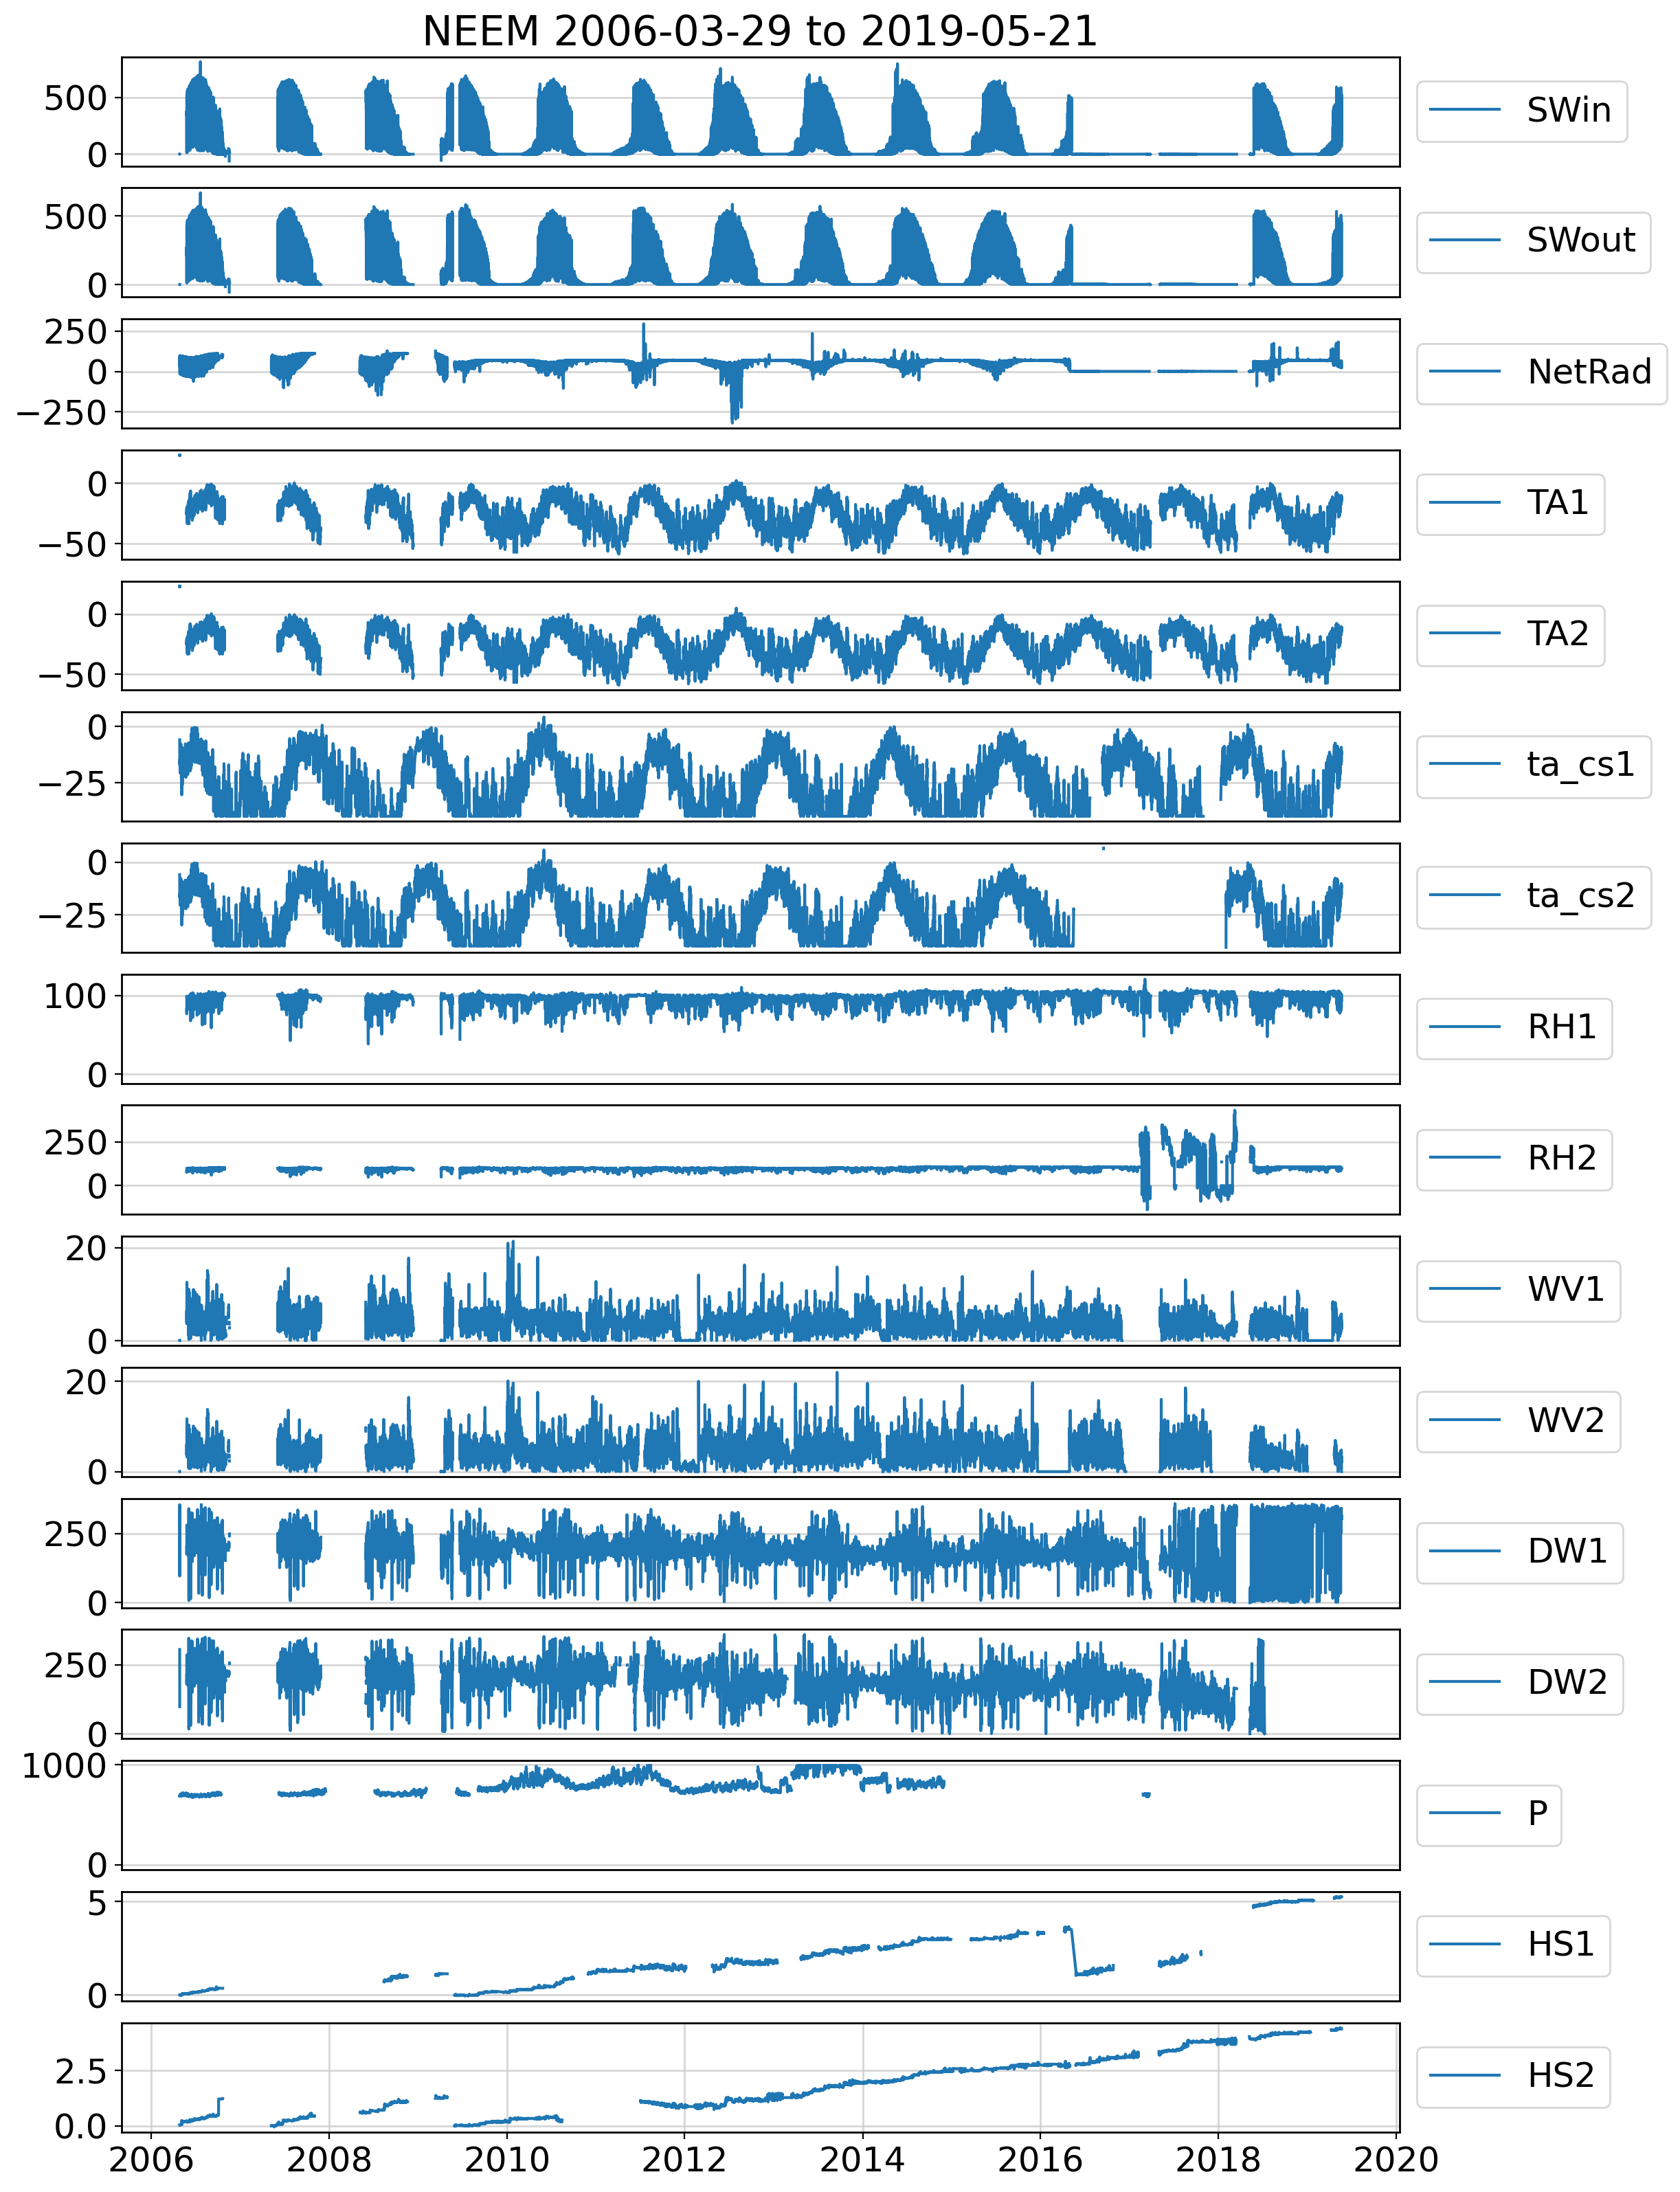 NEEM 2006-03-29 to 2019-05-21
500
0
SWin
500
0
SWout
250
0
−250
NetRad
0
−50
TA1
0
−50
TA2
0
−25
ta_cs1
0
−25
ta_cs2
100
0
RH1
250
0
RH2
20
0
WV1
20
0
WV2
250
0
DW1
250
0
DW2
1000
0
P
5
0
HS1
2.5
0.0
HS2
2006 2008 2010 2012 2014 2016 2018 2020